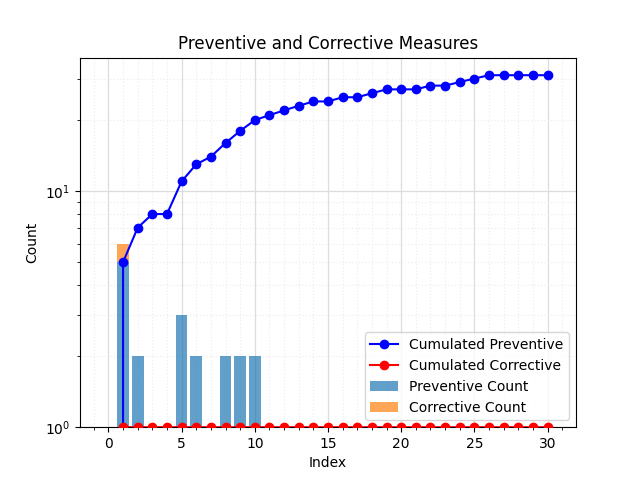 Preventive and Corrective Measures
Count
10¹
10⁰
0 5 10 15 20 25 30
Index
Cumulated Preventive
Cumulated Corrective
Preventive Count
Corrective Count